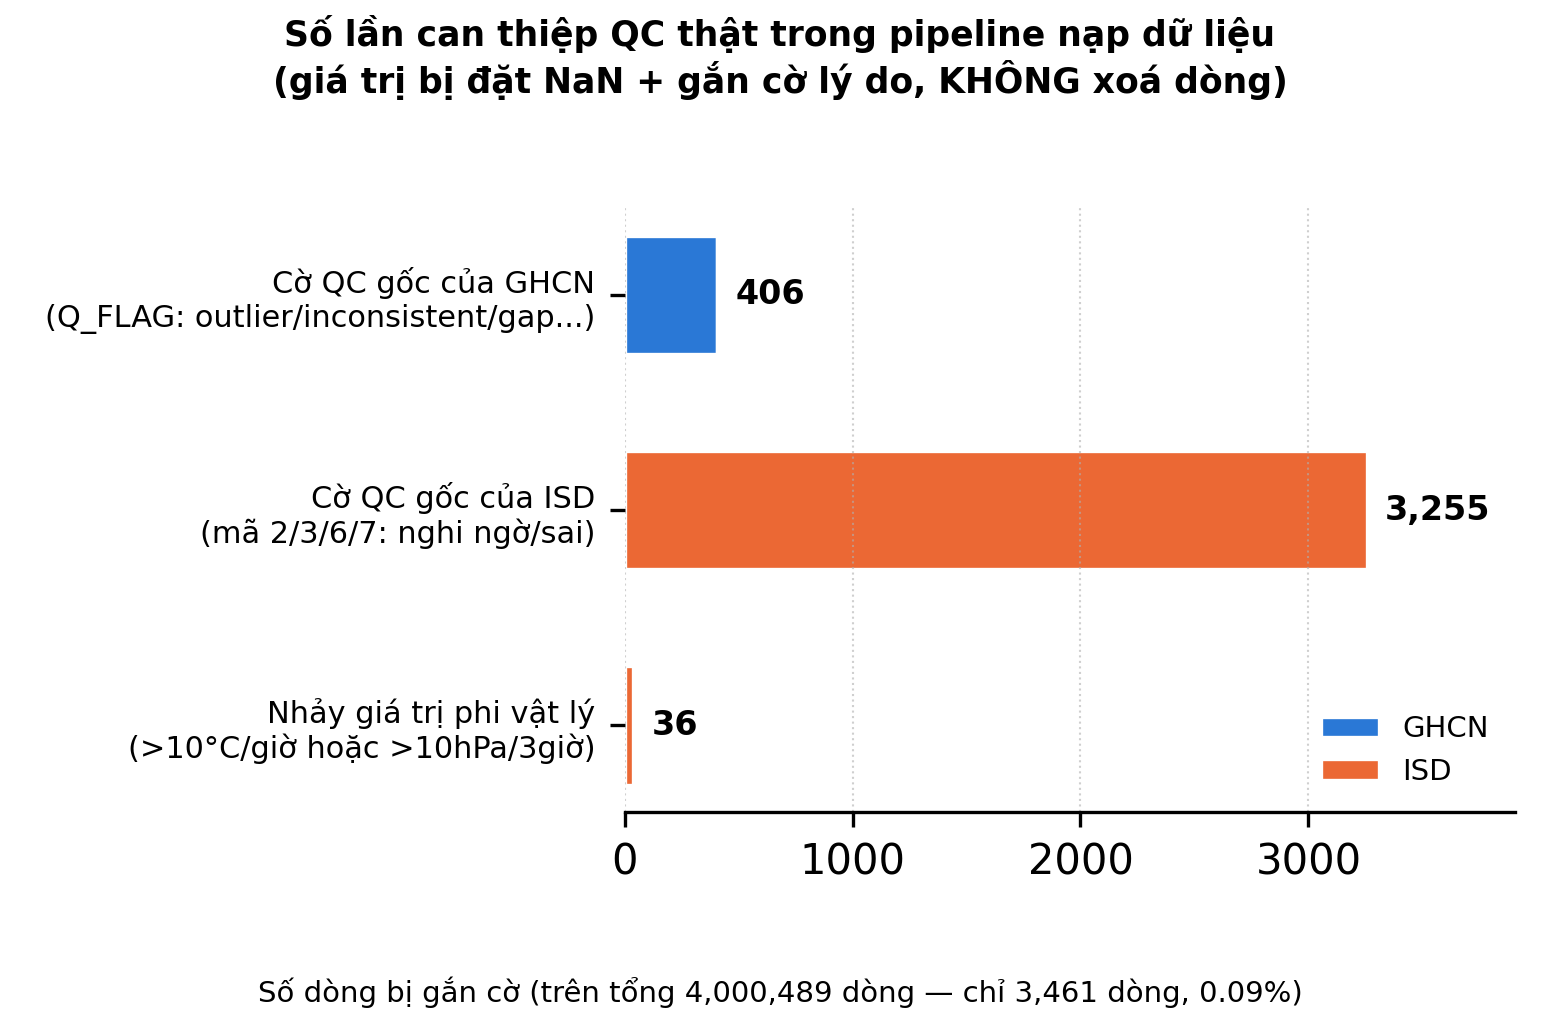 Số lần can thiệp QC thật trong pipeline nạp dữ liệu
(giá trị bị đặt NaN + gắn cờ lý do, KHÔNG xoá dòng)
Cờ QC gốc của GHCN
(Q_FLAG: outlier/inconsistent/gap...)
406
Cờ QC gốc của ISD
(mã 2/3/6/7: nghi ngờ/sai)
3,255
Nhảy giá trị phi vật lý
(>10°C/giờ hoặc >10hPa/3giờ)
36
GHCN
ISD
0 1000 2000 3000
Số dòng bị gắn cờ (trên tổng 4,000,489 dòng — chỉ 3,461 dòng, 0.09%)